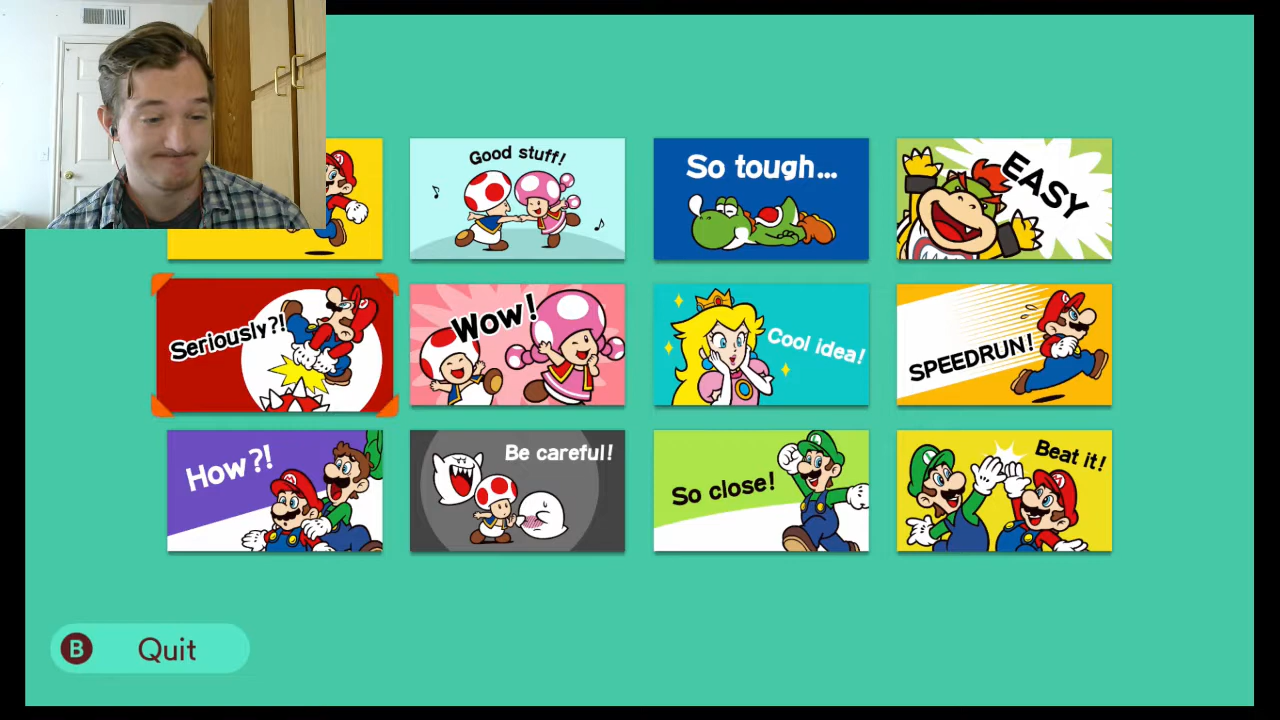 Good stuff!
So tough...
EASY
Seriously?!
Wow!
Cool idea!
SPEEDRUN!
How?!
Be careful!
So close!
Beat it!
B Quit